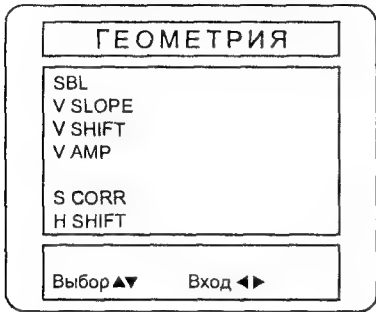 ГЕОМЕТРИЯ
SBL
V SLOPE
V SHIFT
V AMP
S CORR
H SHIFT
Выбор▲▼ Вход◄►